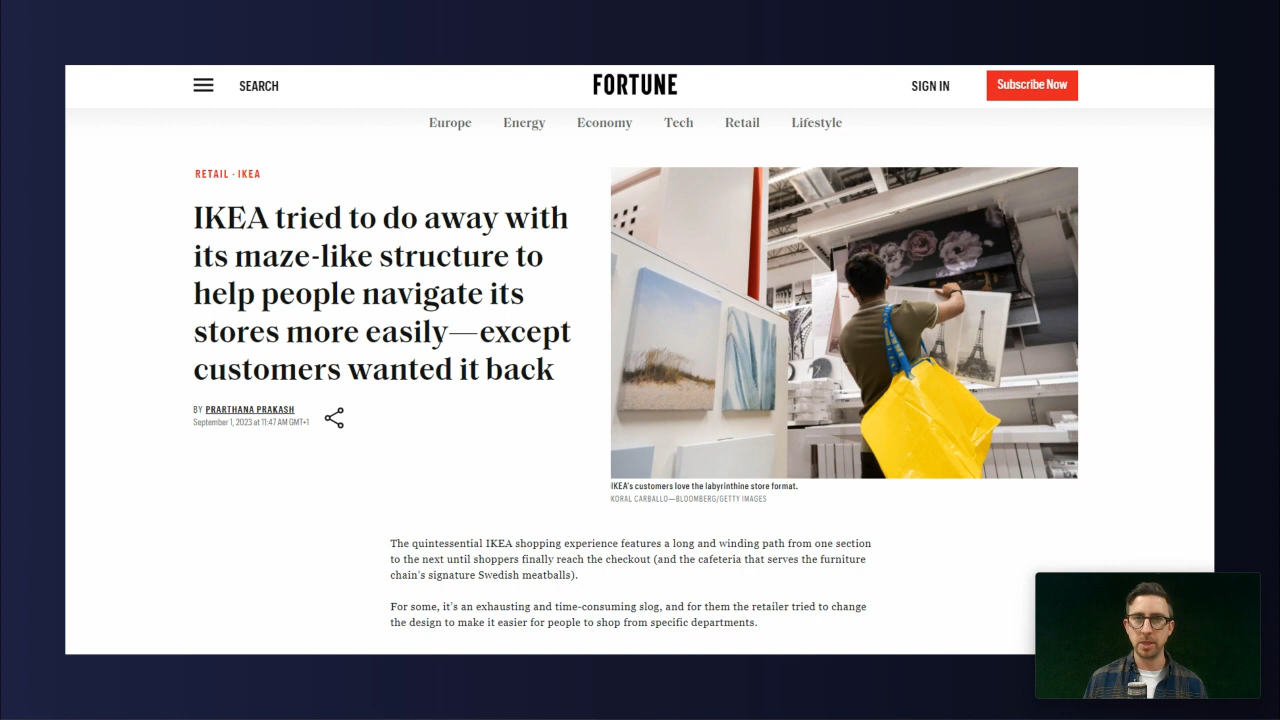 SEARCH
FORTUNE
SIGN IN
Subscribe Now
Europe
Energy
Economy
Tech
Retail
Lifestyle
RETAIL · IKEA
IKEA tried to do away with
its maze-like structure to
help people navigate its
stores more easily—except
customers wanted it back
BY PRARTHANA PRAKASH
September 1, 2023 at 11:47 AM GMT+1
IKEA's customers love the labyrinthine store format.
KORAL CARBALLO—BLOOMBERG/GETTY IMAGES
The quintessential IKEA shopping experience features a long and winding path from one section
to the next until shoppers finally reach the checkout (and the cafeteria that serves the furniture
chain's signature Swedish meatballs).
For some, it's an exhausting and time-consuming slog, and for them the retailer tried to change
the design to make it easier for people to shop from specific departments.